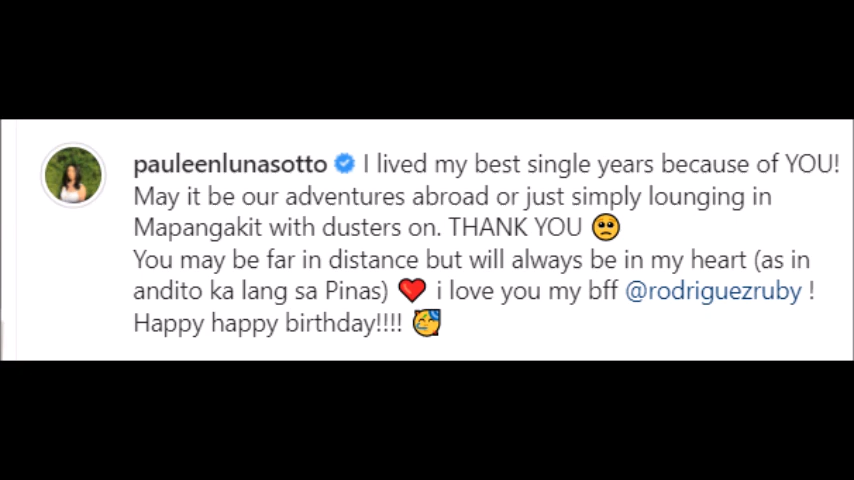 pauleenlunasotto I lived my best single years because of YOU!
May it be our adventures abroad or just simply lounging in
Mapangakit with dusters on. THANK YOU 🥺
You may be far in distance but will always be in my heart (as in
andito ka lang sa Pinas) ❤️ i love you my bff @rodriguezruby !
Happy happy birthday!!!! 🥳